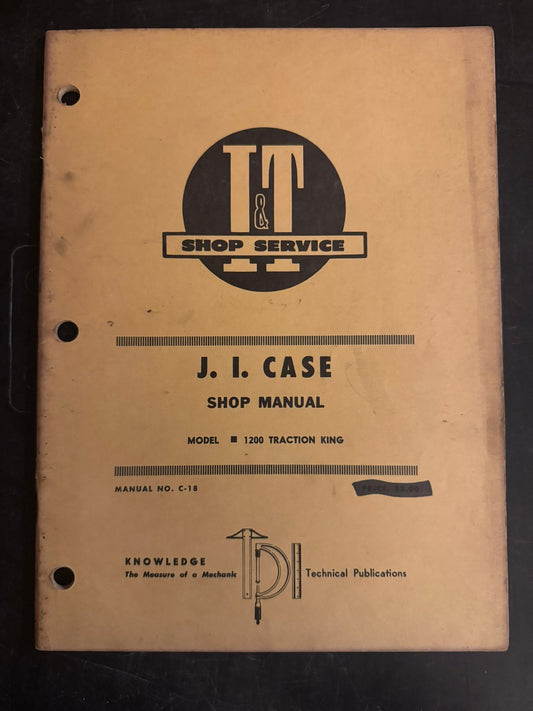 I&T
SHOP SERVICE
J. I. CASE
SHOP MANUAL
MODEL ■ 1200 TRACTION KING
MANUAL NO. C-18
KNOWLEDGE
The Measure of a Mechanic
TPI
Technical Publications